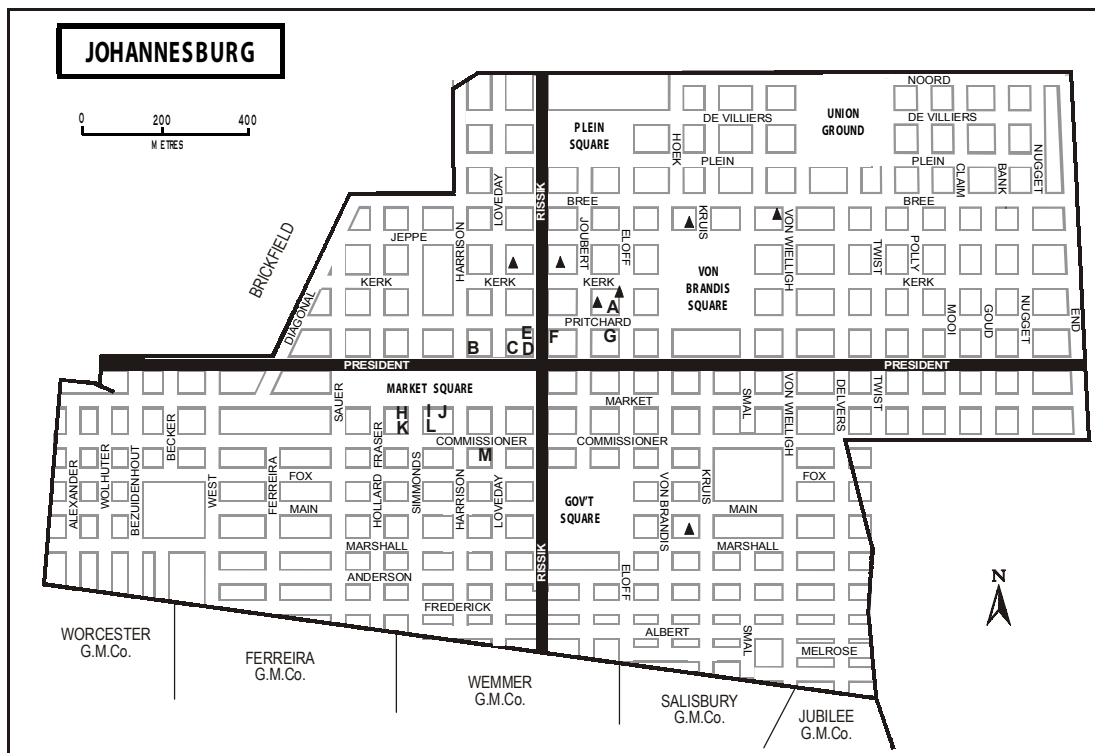 JOHANNESBURG
0 200 400
METRES
NOORD
DE VILLIERS
DE VILLIERS
UNION
GROUND
PLEIN
SQUARE
HOEK
PLEIN
PLEIN
CLAIM
BANK
NUGGET
LOVEDAY
RISSIK
BREE
BREE
KRUIS
VON WIELLIGH
BRICKFIELD
JEPPE
HARRISON
JOUBERT
ELOFF
TWIST
POLLY
VON
BRANDIS
SQUARE
KERK
KERK
KERK
KERK
DIAGONAL
A
MOOI
GOUD
NUGGET
END
PRITCHARD
B
C
E
D
F
G
PRESIDENT
PRESIDENT
MARKET SQUARE
SAUER
MARKET
SMAL
VON WIELLIGH
DELVERS
TWIST
H
I
J
K
L
COMMISSIONER
COMMISSIONER
M
ALEXANDER
WOLHUTER
BEZUIDENHOUT
BECKER
WEST
FERREIRA
FOX
FOX
HOLLARD
FRASER
SIMMONDS
HARRISON
LOVEDAY
GOV'T
SQUARE
VON BRANDIS
KRUIS
MAIN
MAIN
MARSHALL
MARSHALL
RISSIK
ELOFF
ANDERSON
FREDERICK
ALBERT
SMAL
MELROSE
N
WORCESTER
G.M.Co.
FERREIRA
G.M.Co.
WEMMER
G.M.Co.
SALISBURY
G.M.Co.
JUBILEE
G.M.Co.